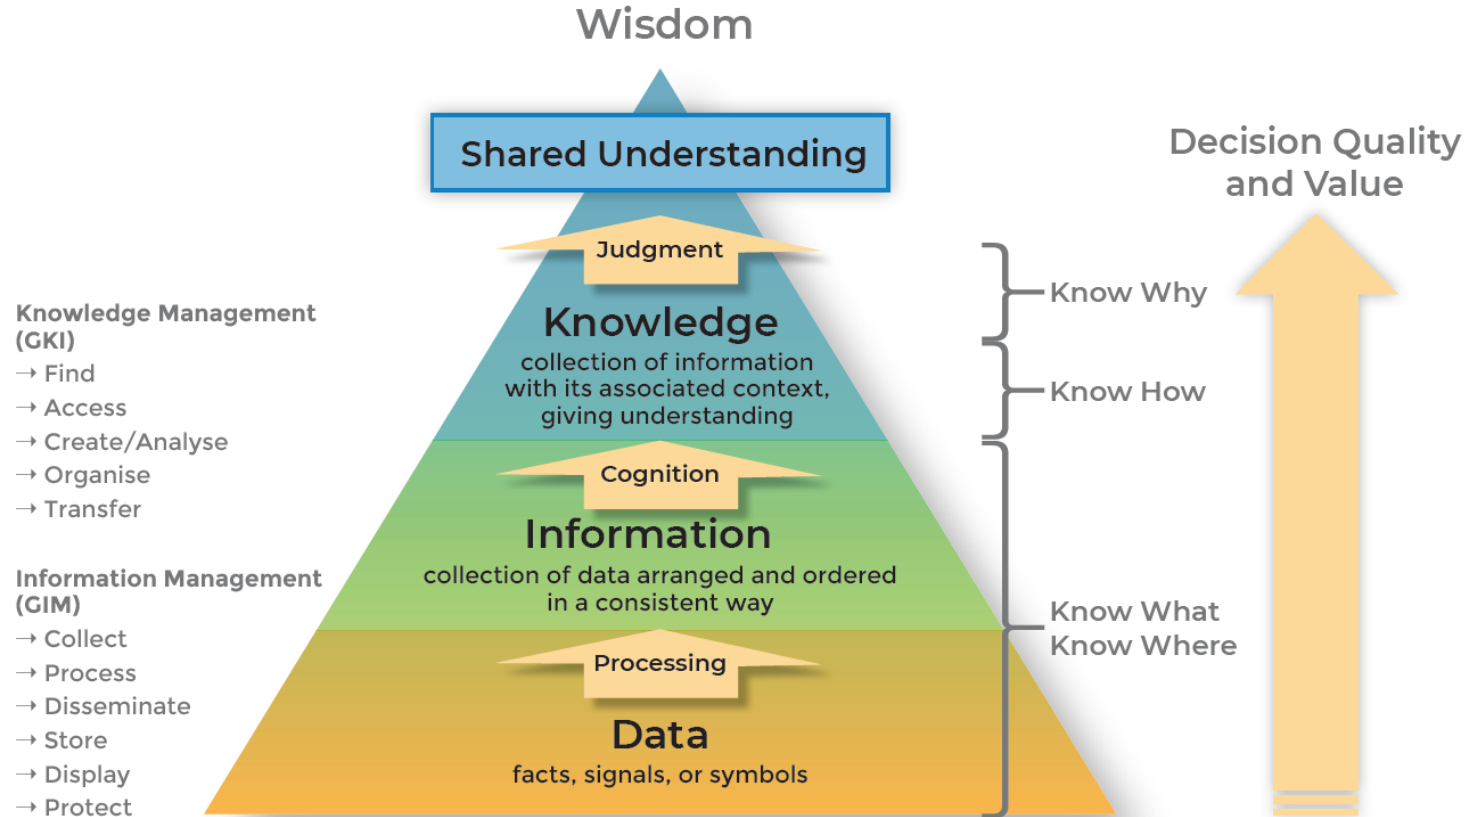 Wisdom
Shared Understanding
Judgment
Knowledge
collection of information
with its associated context,
giving understanding
Cognition
Information
collection of data arranged and ordered
in a consistent way
Processing
Data
facts, signals, or symbols
Knowledge Management
(GKI)
→ Find
→ Access
→ Create/Analyse
→ Organise
→ Transfer
Information Management
(GIM)
→ Collect
→ Process
→ Disseminate
→ Store
→ Display
→ Protect
Know Why
Know How
Know What
Know Where
Decision Quality
and Value